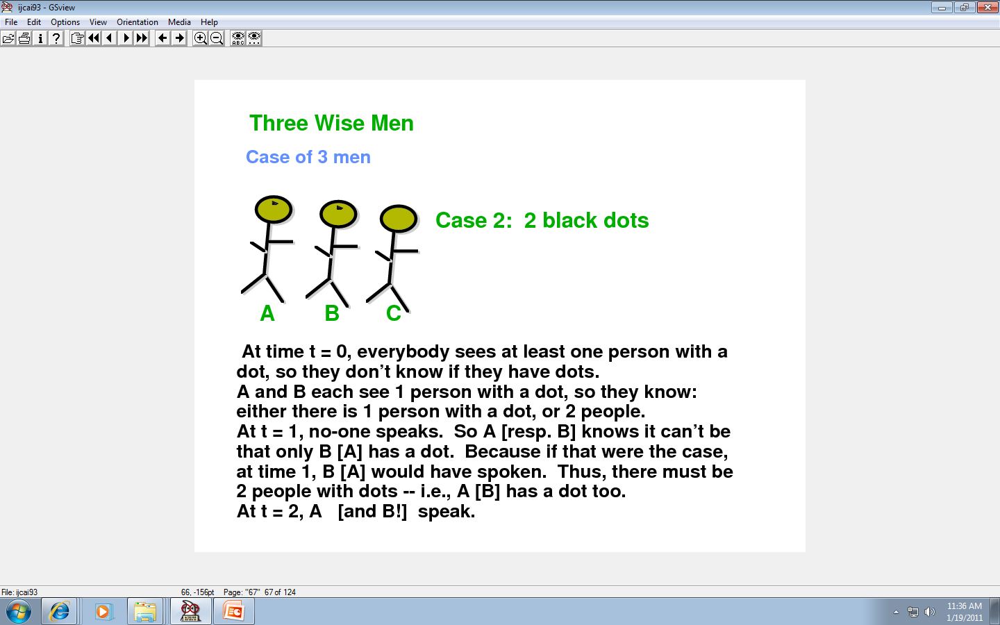 ijcai93 - GSview
File Edit Options View Orientation Media Help
Three Wise Men
Case of 3 men
Case 2:  2 black dots
A B C
At time t = 0, everybody sees at least one person with a
dot, so they don’t know if they have dots.
A and B each see 1 person with a dot, so they know:
either there is 1 person with a dot, or 2 people.
At t = 1, no-one speaks.  So A [resp. B] knows it can’t be
that only B [A] has a dot.  Because if that were the case,
at time 1, B [A] would have spoken.  Thus, there must be
2 people with dots -- i.e., A [B] has a dot too.
At t = 2, A   [and B!]  speak.
File: ijcai93 66, -156pt Page: "67" 67 of 124
11:36 AM
1/19/2011